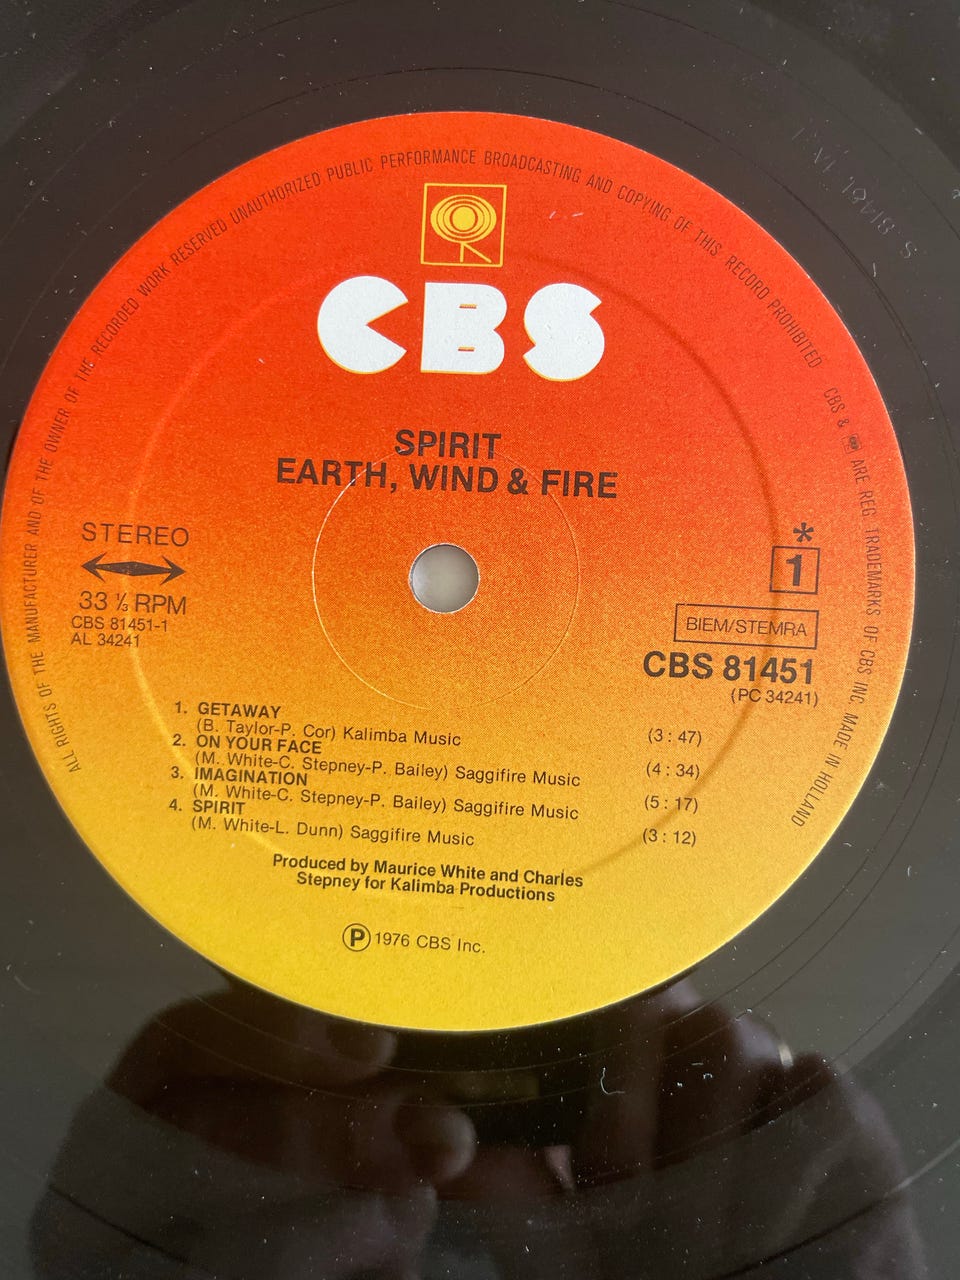 ALL RIGHTS OF THE MANUFACTURER AND OF THE OWNER OF THE RECORDED WORK RESERVED UNAUTHORIZED PUBLIC PERFORMANCE BROADCASTING AND COPYING OF THIS RECORD PROHIBITED CBS & ARE REG TRADEMARKS OF CBS INC MADE IN HOLLAND
CBS
SPIRIT
EARTH, WIND & FIRE
STEREO
33 ⅓ RPM
CBS 81451-1
AL 34241
*
1
BIEM/STEMRA
CBS 81451
(PC 34241)
1. GETAWAY
(B. Taylor-P. Cor) Kalimba Music (3 : 47)
2. ON YOUR FACE
(M. White-C. Stepney-P. Bailey) Saggifire Music (4 : 34)
3. IMAGINATION
(M. White-C. Stepney-P. Bailey) Saggifire Music (5 : 17)
4. SPIRIT
(M. White-L. Dunn) Saggifire Music (3 : 12)
Produced by Maurice White and Charles
Stepney for Kalimba Productions
Ⓟ 1976 CBS Inc.